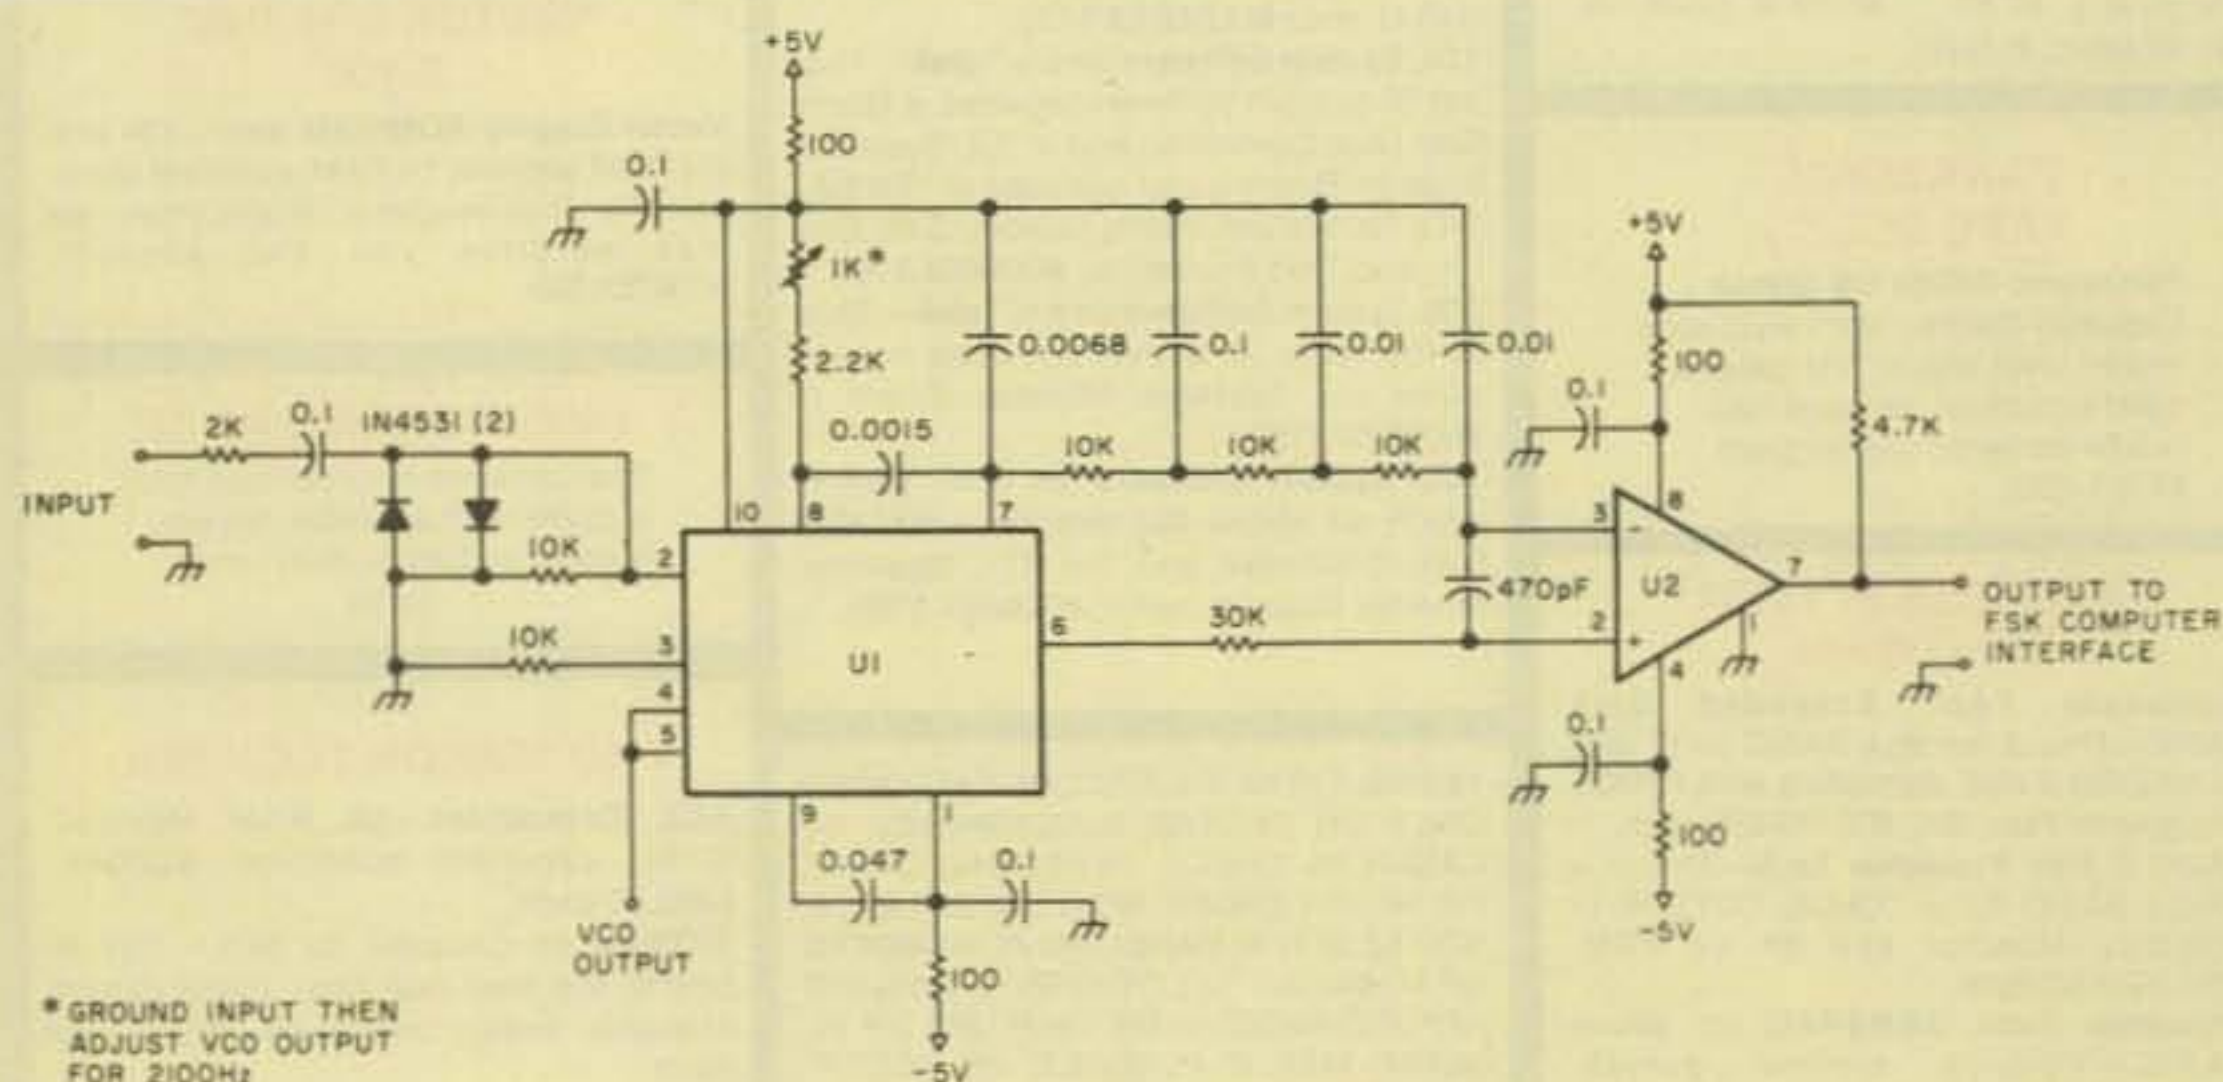 +5V
100
0.1
1K*
2.2K
0.0068
0.1
0.01
0.01
+5V
100
0.1
4.7K
2K
0.1
1N4531 (2)
0.0015
10K
10K
10K
INPUT
10
8
7
10K
2
3
-
8
U2
7
470pF
OUTPUT TO
FSK COMPUTER
INTERFACE
10K
3
U1
6
30K
2
+
1
4
4
5
0.1
9
1
0.047
0.1
100
-5V
VCO
OUTPUT
100
-5V
* GROUND INPUT THEN
ADJUST VCO OUTPUT
FOR 2100Hz